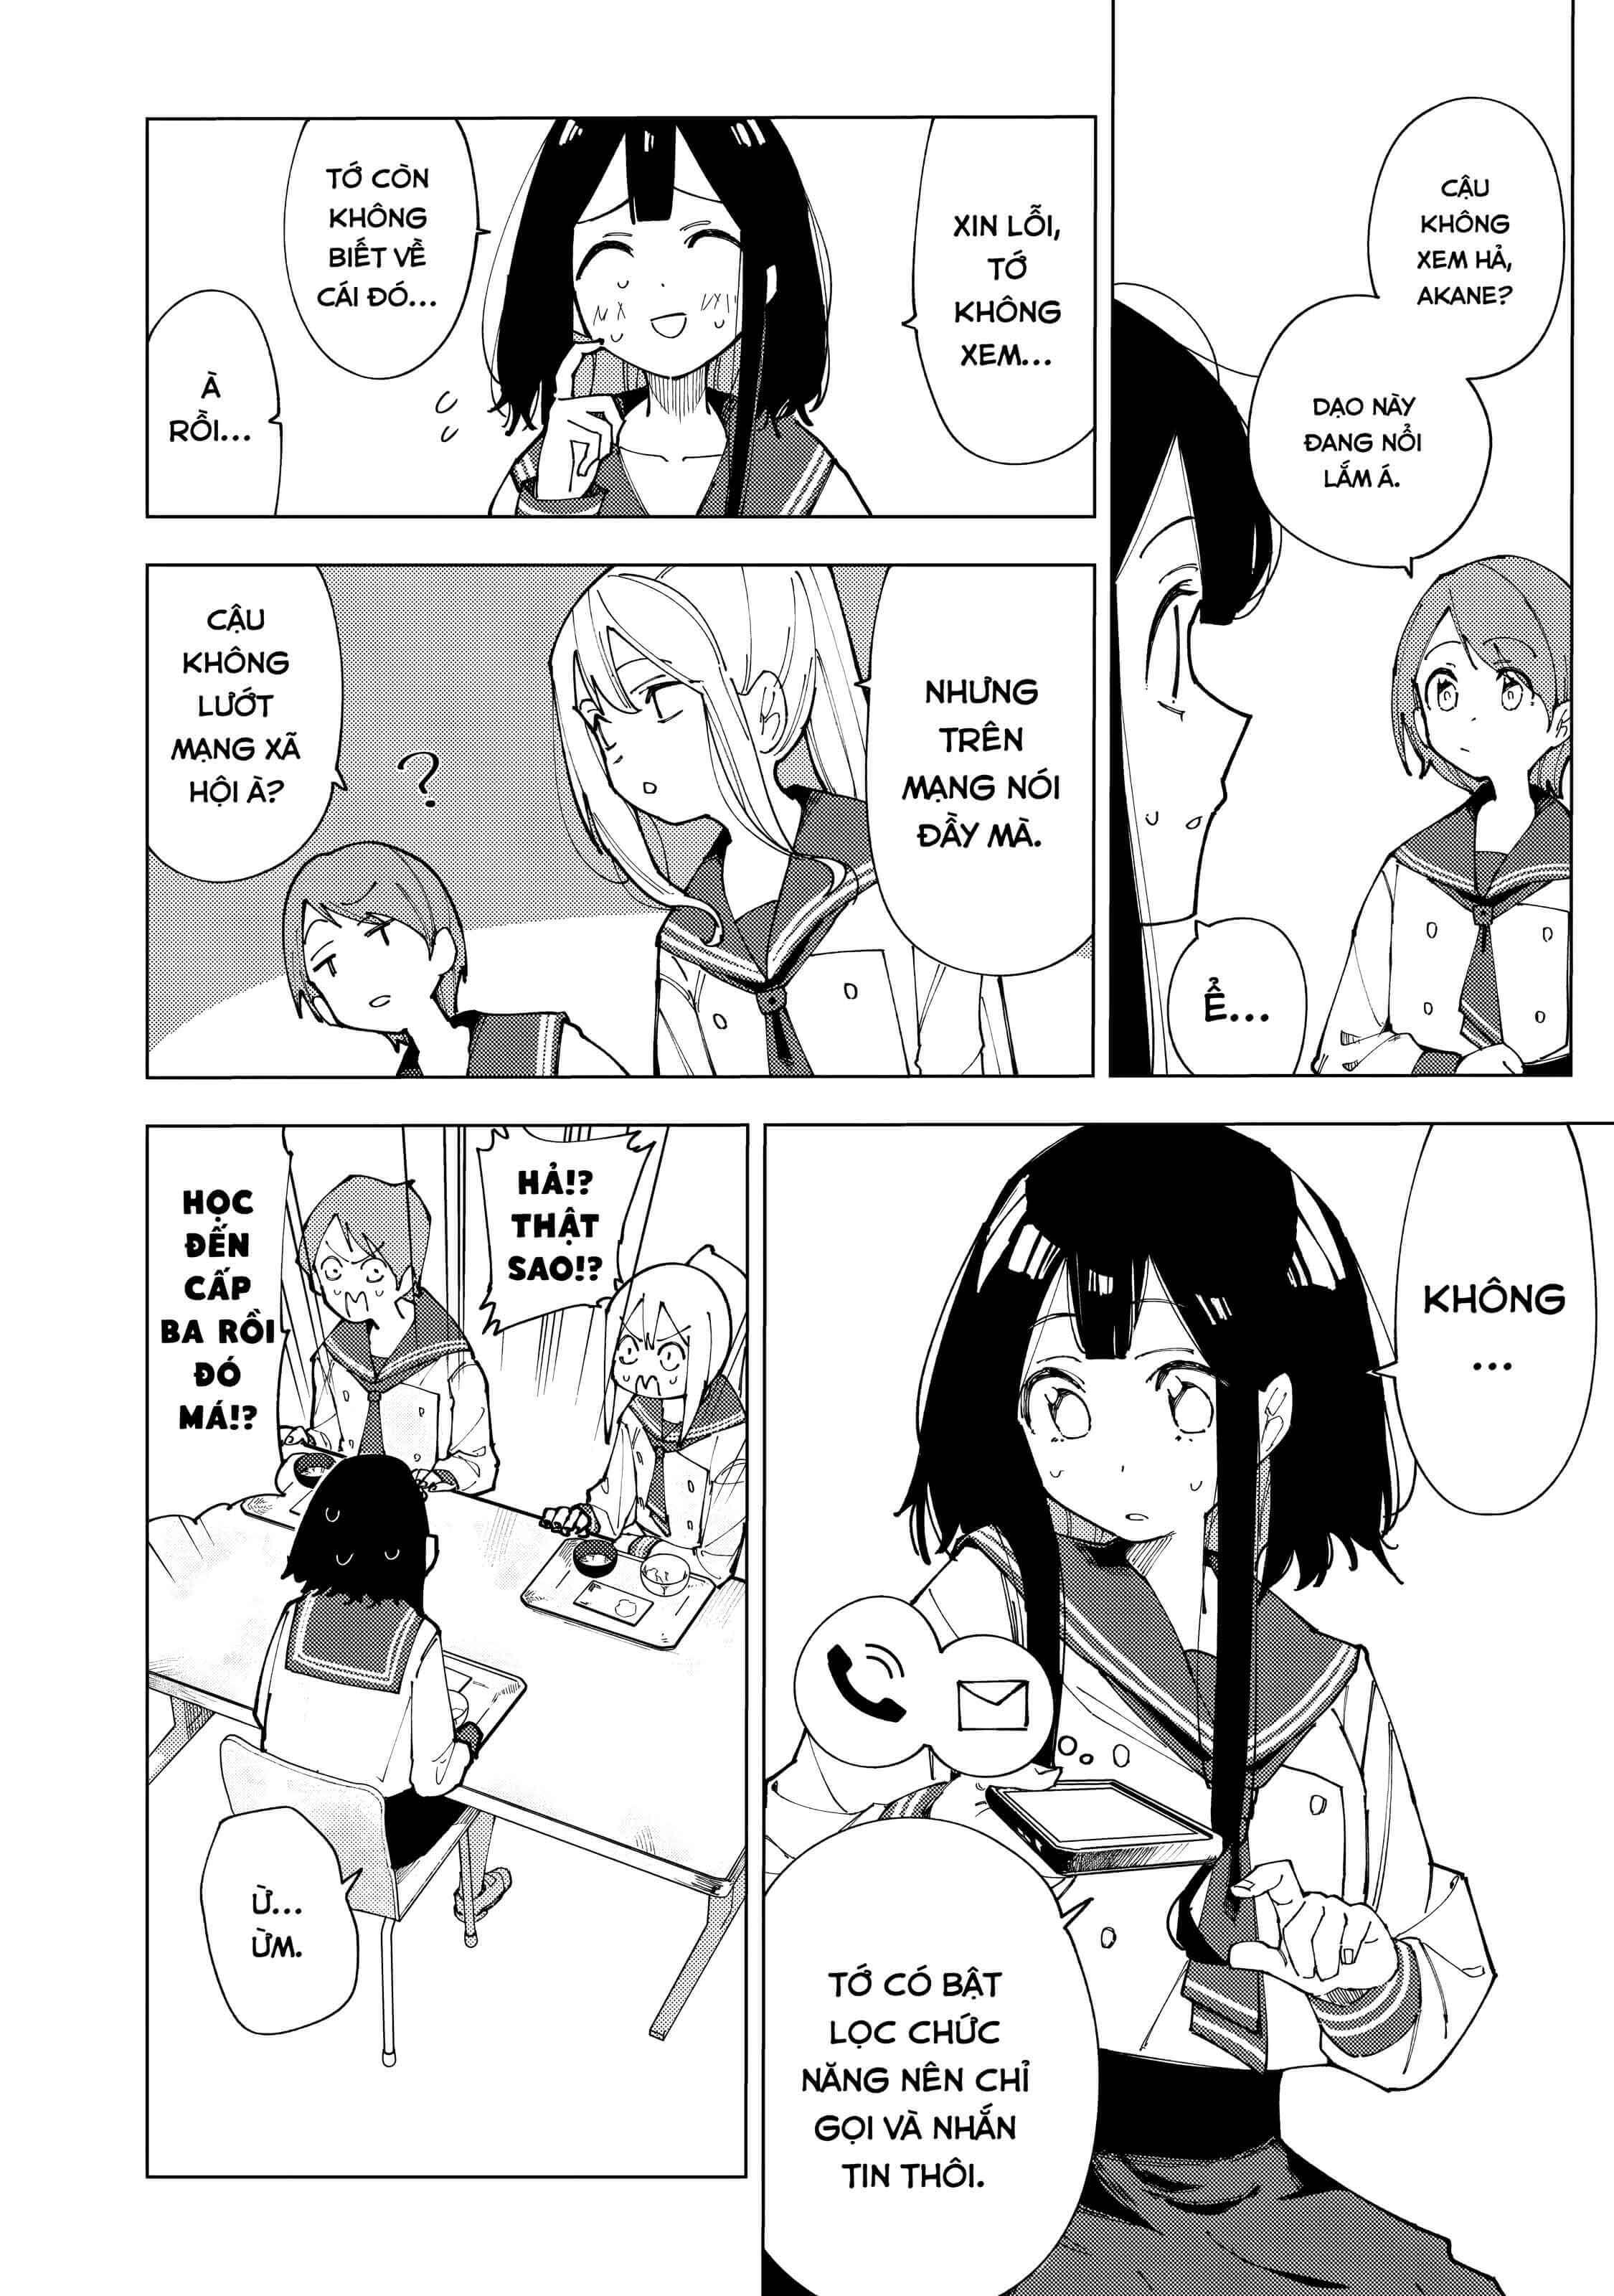 CẬU
KHÔNG
XEM HẢ,
AKANE?
DẠO NÀY
ĐANG NỔI
LẮM Á.
Ể...
XIN LỖI,
TỚ
KHÔNG
XEM...
TỚ CÒN
KHÔNG
BIẾT VỀ
CÁI ĐÓ...
À
RỒI...
NHƯNG
TRÊN
MẠNG NÓI
ĐẦY MÀ.
?
CẬU
KHÔNG
LƯỚT
MẠNG XÃ
HỘI À?
KHÔNG
...
TỚ CÓ BẬT
LỌC CHỨC
NĂNG NÊN CHỈ
GỌI VÀ NHẮN
TIN THÔI.
HẢ!?
THẬT
SAO!?
HỌC
ĐẾN
CẤP
BA RỒI
ĐÓ
MÁ!?
Ừ...
ỪM.